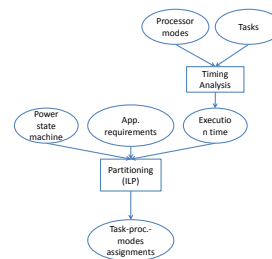 Processor
modes
Tasks
Timing
Analysis
Power
state
machine
App.
requirements
Executio
n time
Partitioning
(ILP)
Task-proc.-
modes
assignments